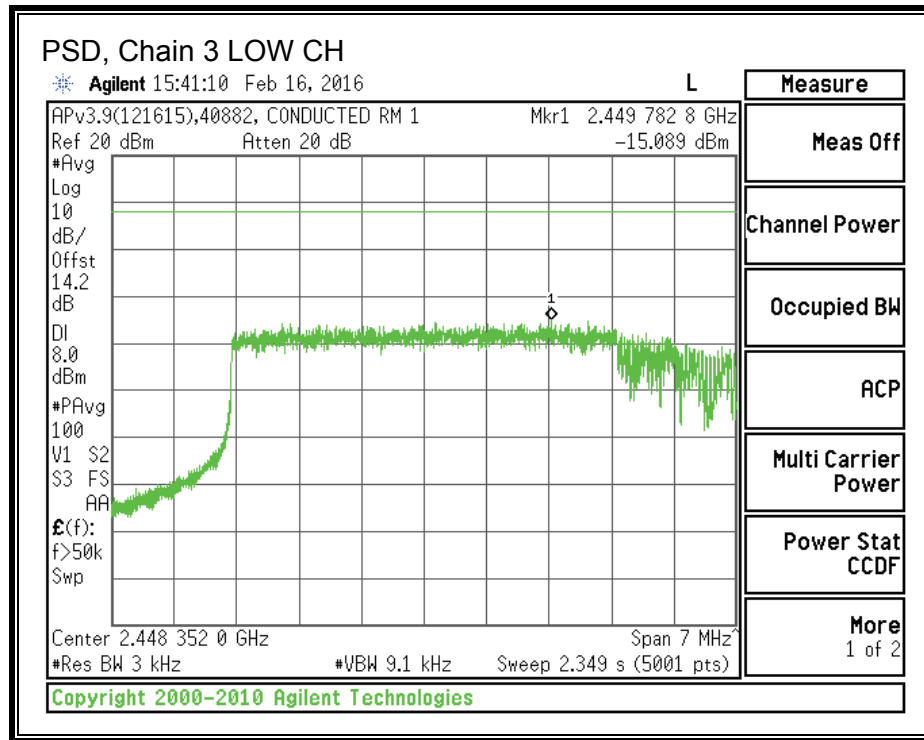 PSD, Chain 3 LOW CH
Agilent 15:41:10 Feb 16, 2016 L
Measure
APv3.9(121615),40882, CONDUCTED RM 1 Mkr1 2.449 782 8 GHz
Ref 20 dBm Atten 20 dB -15.089 dBm
#Avg
Log
10
dB/
Offst
14.2
dB
DI
8.0
dBm
#PAvg
100
V1 S2
S3 FS
AA
£(f):
f>50k
Swp
1
Center 2.448 352 0 GHz Span 7 MHz^
#Res BW 3 kHz #VBW 9.1 kHz Sweep 2.349 s (5001 pts)
Meas Off
Channel Power
Occupied BW
ACP
Multi Carrier
Power
Power Stat
CCDF
More
1 of 2
Copyright 2000-2010 Agilent Technologies